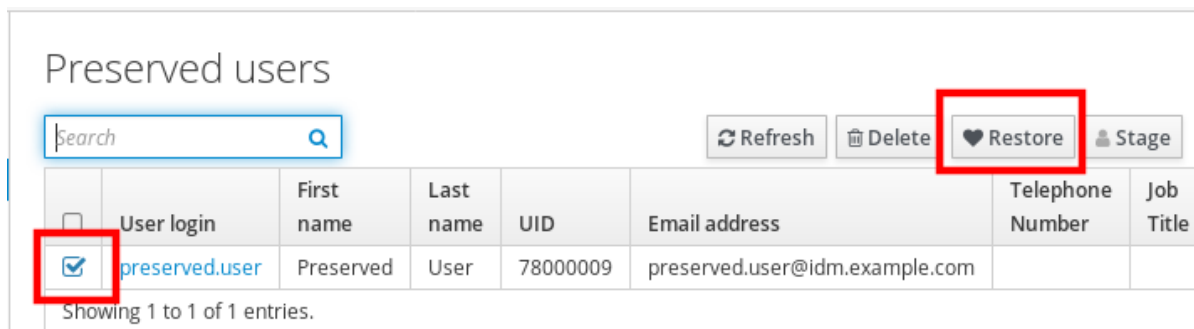 Preserved users
Search Refresh Delete Restore Stage
User login First name Last name UID Email address Telephone Number Job Title
preserved.user Preserved User 78000009 preserved.user@idm.example.com
Showing 1 to 1 of 1 entries.